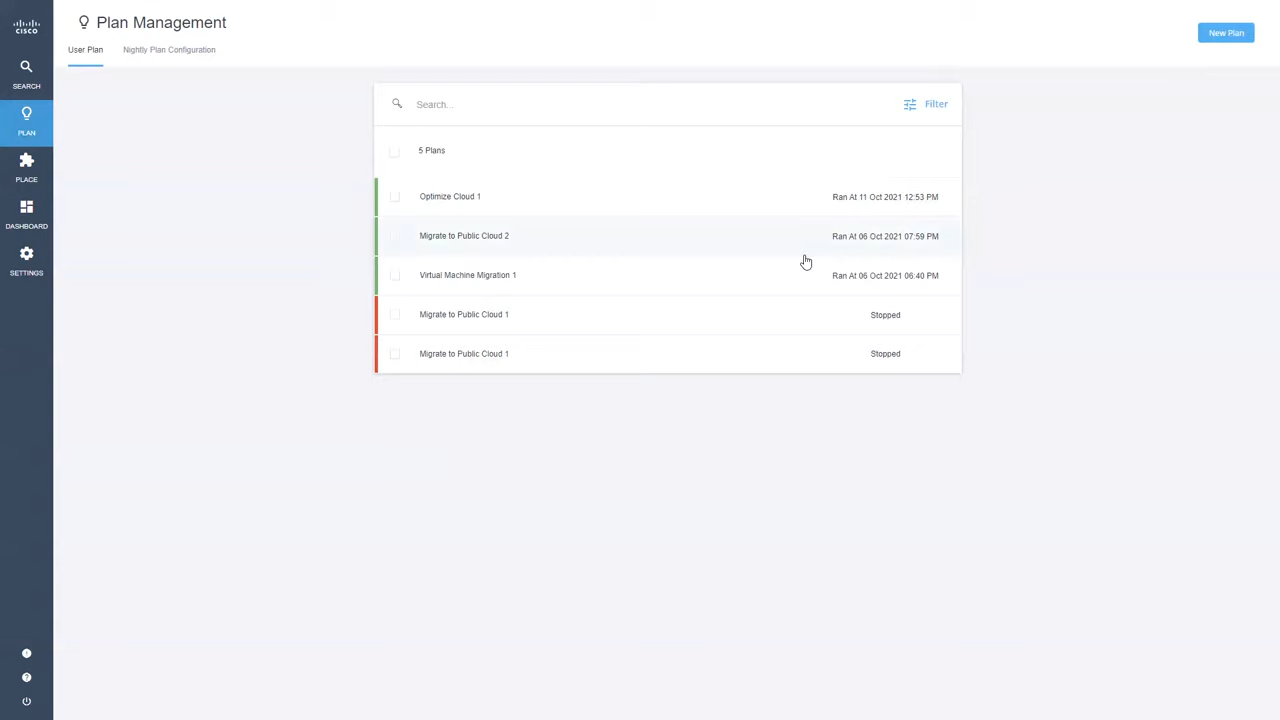 CISCO
Plan Management
New Plan
User Plan
Nightly Plan Configuration
SEARCH
PLAN
PLACE
DASHBOARD
SETTINGS
Search...
Filter
5 Plans
Optimize Cloud 1
Ran At 11 Oct 2021 12:53 PM
Migrate to Public Cloud 2
Ran At 06 Oct 2021 07:59 PM
Virtual Machine Migration 1
Ran At 06 Oct 2021 06:40 PM
Migrate to Public Cloud 1
Stopped
Migrate to Public Cloud 1
Stopped